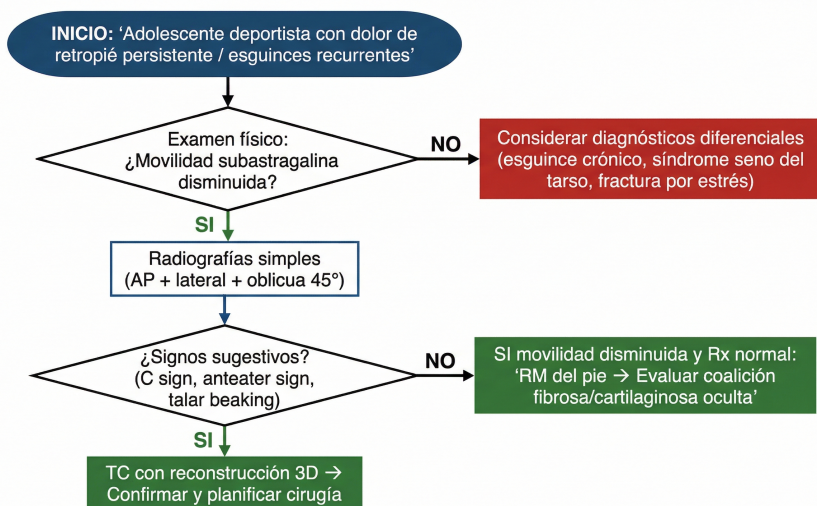 INICIO: ‘Adolescente deportista con dolor de
retropié persistente / esguinces recurrentes’
Examen físico:
¿Movilidad subastragalina
disminuida?
NO
Considerar diagnósticos diferenciales
(esguince crónico, síndrome seno del
tarso, fractura por estrés)
SI
Radiografías simples
(AP + lateral + oblicua 45°)
¿Signos sugestivos?
(C sign, anteater sign,
talar beaking)
NO
SI movilidad disminuida y Rx normal:
‘RM del pie → Evaluar coalición
fibrosa/cartilaginosa oculta’
SI
TC con reconstrucción 3D →
Confirmar y planificar cirugía